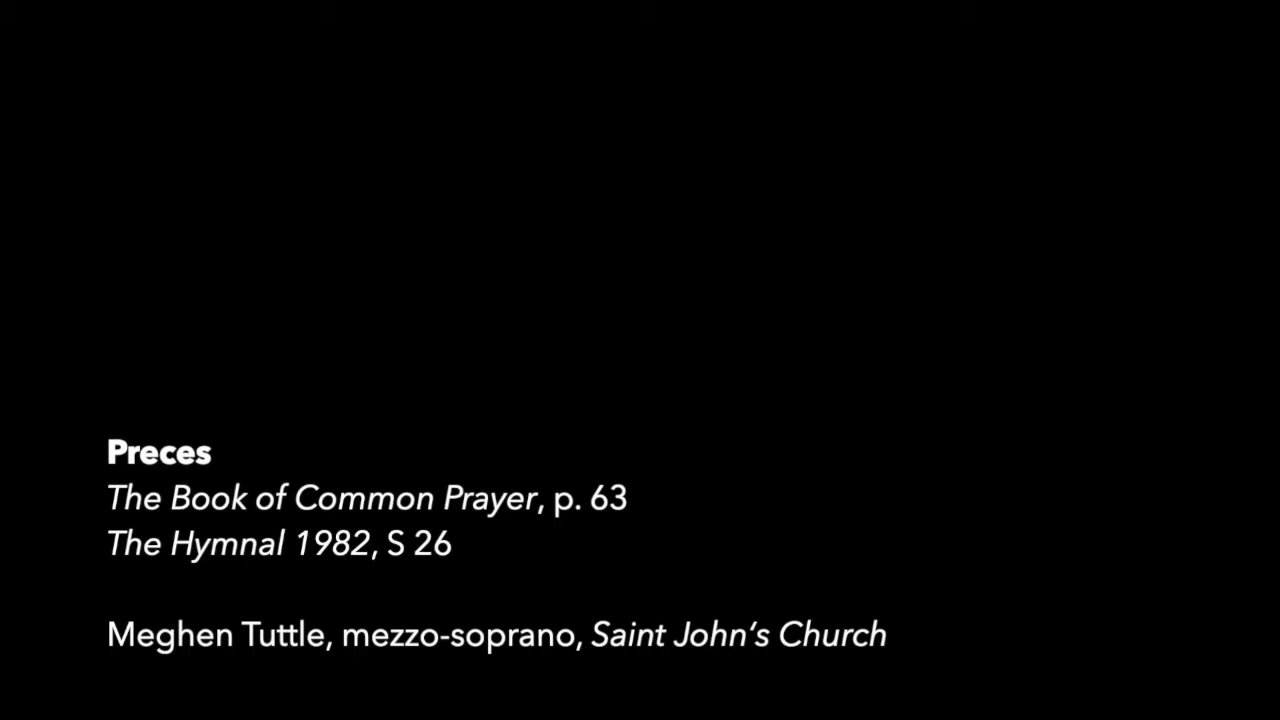 Preces
The Book of Common Prayer, p. 63
The Hymnal 1982, S 26
Meghen Tuttle, mezzo-soprano, Saint John‘s Church